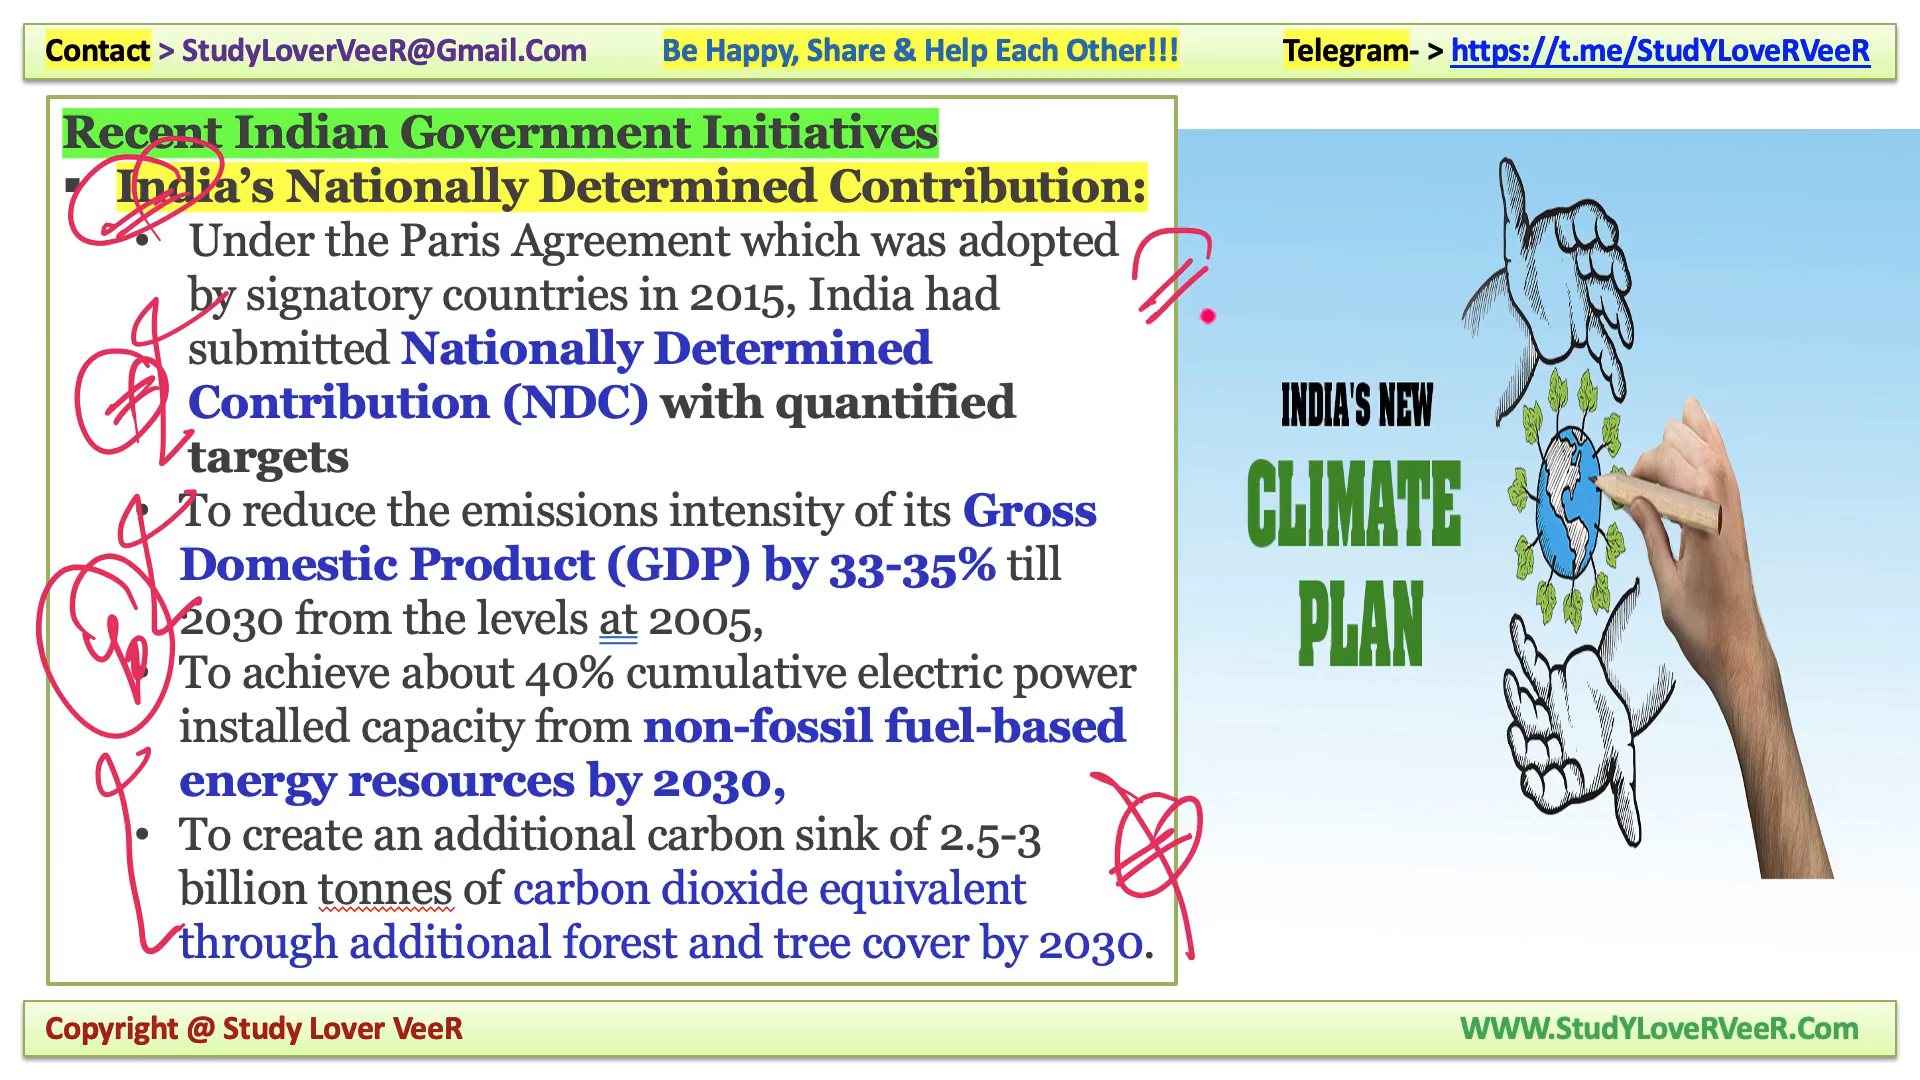 Contact > StudyLoverVeeR@Gmail.Com Be Happy, Share & Help Each Other!!! Telegram- > https://t.me/StudYLoveRVeeR
Recent Indian Government Initiatives
▪ India's Nationally Determined Contribution:
• Under the Paris Agreement which was adopted
by signatory countries in 2015, India had
submitted Nationally Determined
Contribution (NDC) with quantified
targets
• To reduce the emissions intensity of its Gross
Domestic Product (GDP) by 33-35% till
2030 from the levels at 2005,
• To achieve about 40% cumulative electric power
installed capacity from non-fossil fuel-based
energy resources by 2030,
• To create an additional carbon sink of 2.5-3
billion tonnes of carbon dioxide equivalent
through additional forest and tree cover by 2030.
INDIA'S NEW
CLIMATE
PLAN
Copyright @ Study Lover VeeR WWW.StudYLoveRVeeR.Com